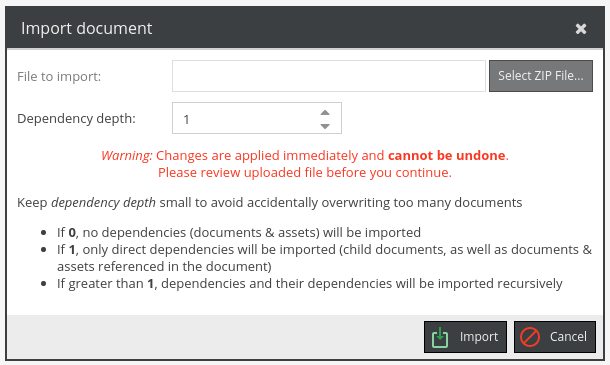 Import document
File to import:
Select ZIP File...
Dependency depth:
1
Warning: Changes are applied immediately and cannot be undone.
Please review uploaded file before you continue.
Keep dependency depth small to avoid accidentally overwriting too many documents
• If 0, no dependencies (documents & assets) will be imported
• If 1, only direct dependencies will be imported (child documents, as well as documents &
assets referenced in the document)
• If greater than 1, dependencies and their dependencies will be imported recursively
Import
Cancel